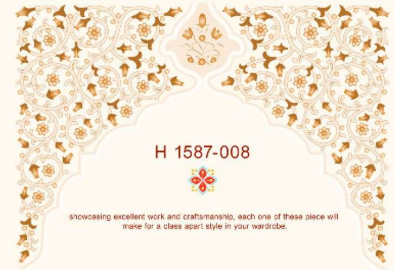 H 1587-008
showcasing excellent work and craftsmanship, each one of these piece will
make for a class apart style in your wardrobe.